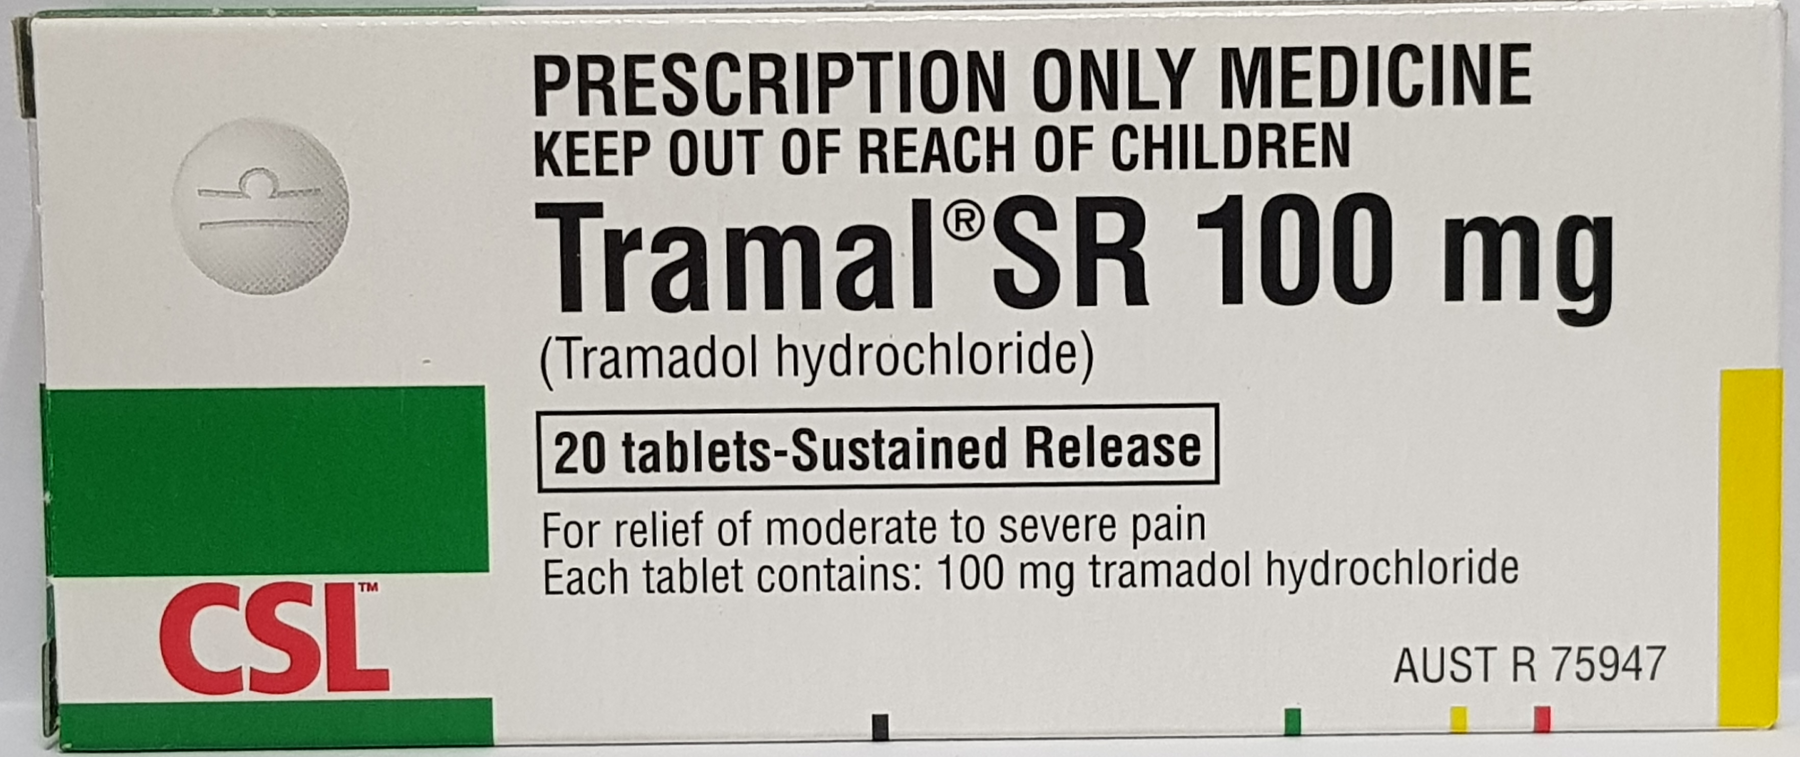 PRESCRIPTION ONLY MEDICINE
KEEP OUT OF REACH OF CHILDREN
Tramal® SR 100 mg
(Tramadol hydrochloride)
20 tablets-Sustained Release
For relief of moderate to severe pain
Each tablet contains: 100 mg tramadol hydrochloride
CSL™
AUST R 75947